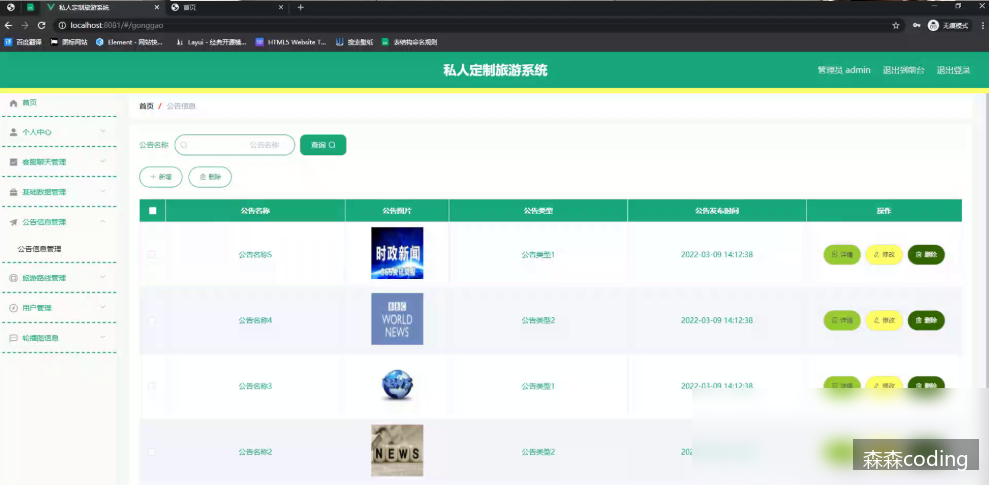 私人定制旅游系统
首页
localhost:8081/#/gonggao
无痕模式
百度翻译
图标网站
Element - 网站快...
Layui - 经典开源模...
HTML5 Website T...
搜索壁纸
表结构命名规则
私人定制旅游系统
管理员 admin
退出到前台
退出登录
首页
个人中心
客服聊天管理
基础数据管理
公告信息管理
公告信息管理
旅游路线管理
用户管理
轮播图信息
首页 / 公告信息
公告名称
公告名称
查询
+ 新增
删除
公告名称 公告图片 公告类型 公告发布时间 操作
公告名称5 时政新闻 公告类型1 2022-03-09 14:12:38 详情 修改 删除
公告名称4 BBC WORLD NEWS 公告类型2 2022-03-09 14:12:38 详情 修改 删除
公告名称3 公告类型1 2022-03-09 14:12:38 详情 修改 删除
公告名称2 NEWS 公告类型2
森森coding